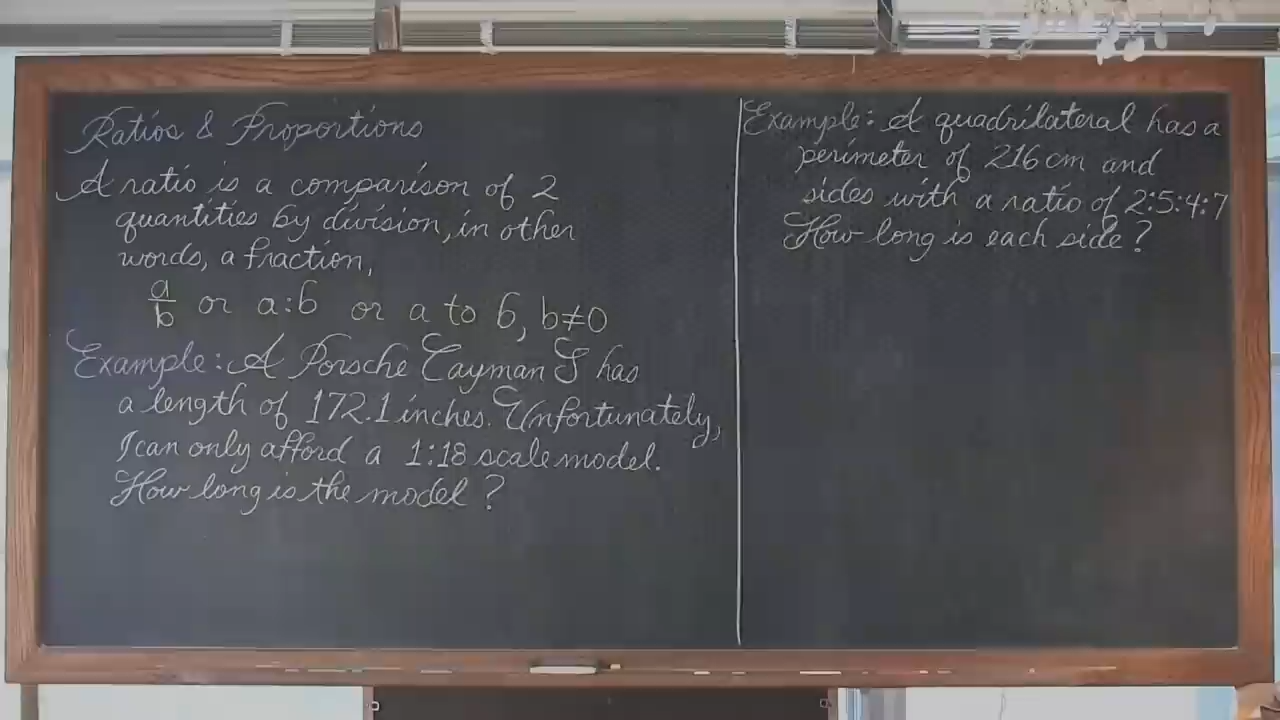 Ratios & Proportions
A ratio is a comparison of 2
quantities by division, in other
words, a fraction,
a/b or a:b or a to b, b≠0
Example: A Porsche Cayman S has
a length of 172.1 inches. Unfortunately,
I can only afford a 1:18 scale model.
How long is the model?
Example: A quadrilateral has a
perimeter of 216 cm and
sides with a ratio of 2:5:4:7
How long is each side?